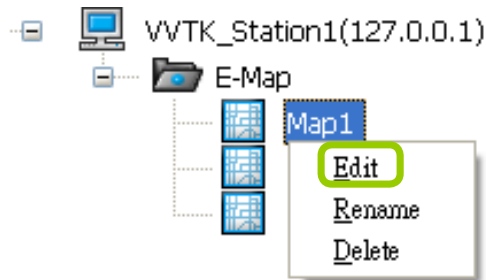 VVTK_Station1(127.0.0.1)
E-Map
Map1
Edit
Rename
Delete